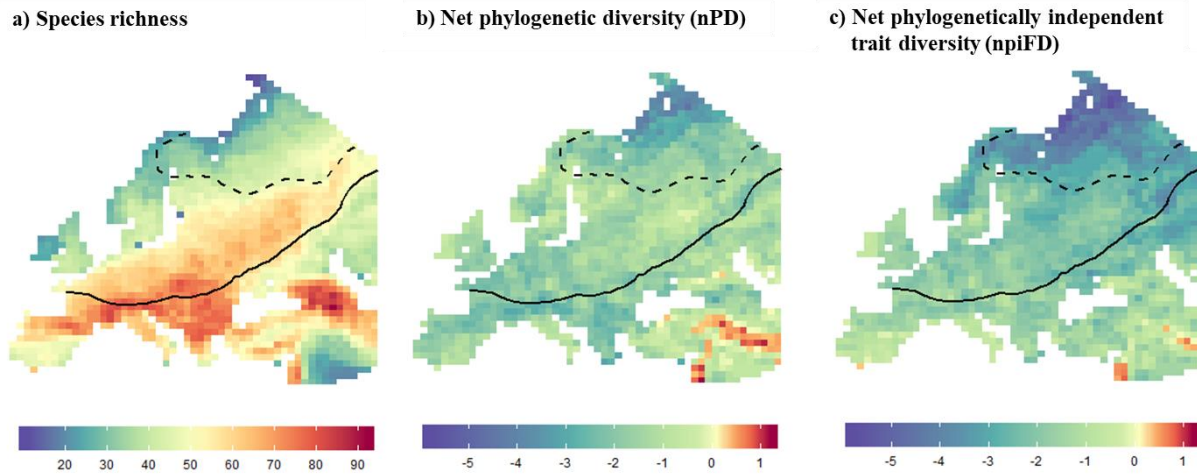 a) Species richness
b) Net phylogenetic diversity (nPD)
c) Net phylogenetically independent
trait diversity (npiFD)
20 30 40 50 60 70 80 90
-5 -4 -3 -2 -1 0 1
-5 -4 -3 -2 -1 0 1